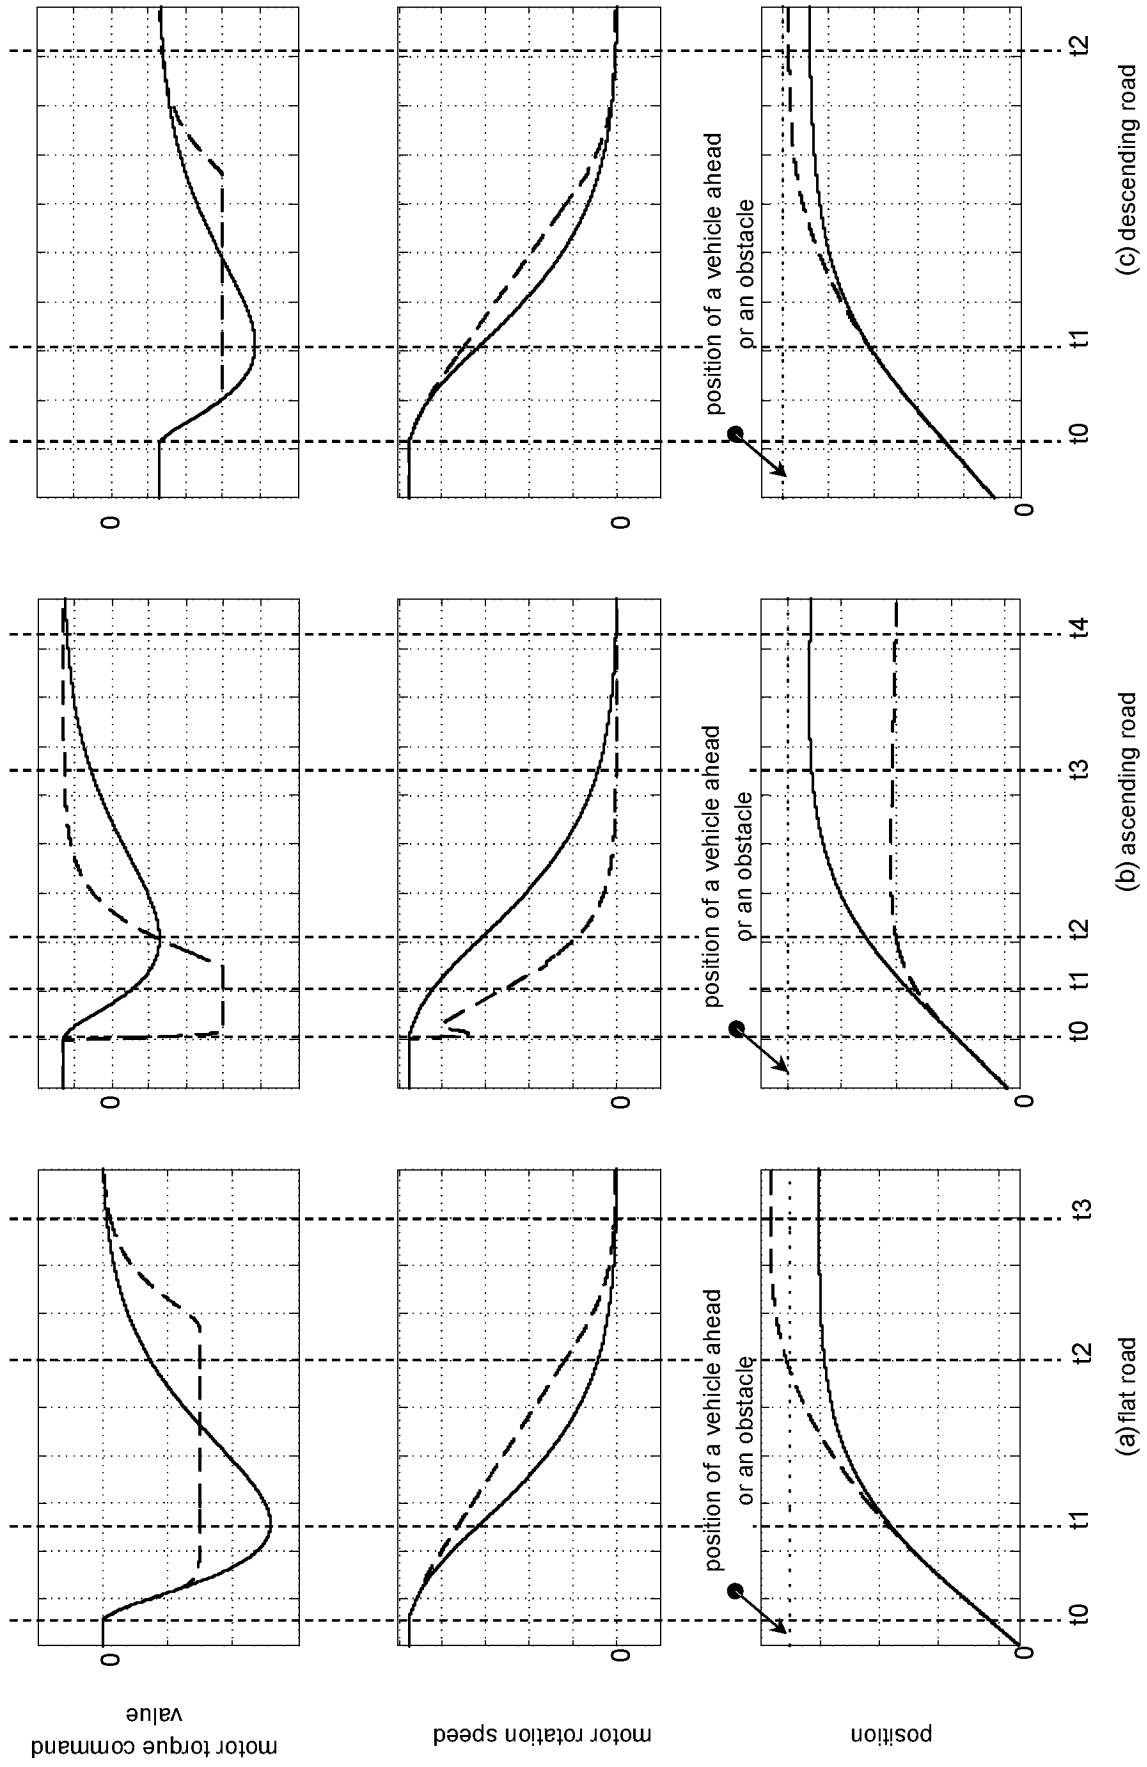 motor torque command
value
0
0
0
motor rotation speed
0
0
0
position
position of a vehicle ahead
or an obstacle
position of a vehicle ahead
or an obstacle
position of a vehicle ahead
or an obstacle
0
0
0
t0
t1
t2
t3
t0
t1
t2
t3
t4
t0
t1
t2
(a)flat road
(b) ascending road
(c) descending road